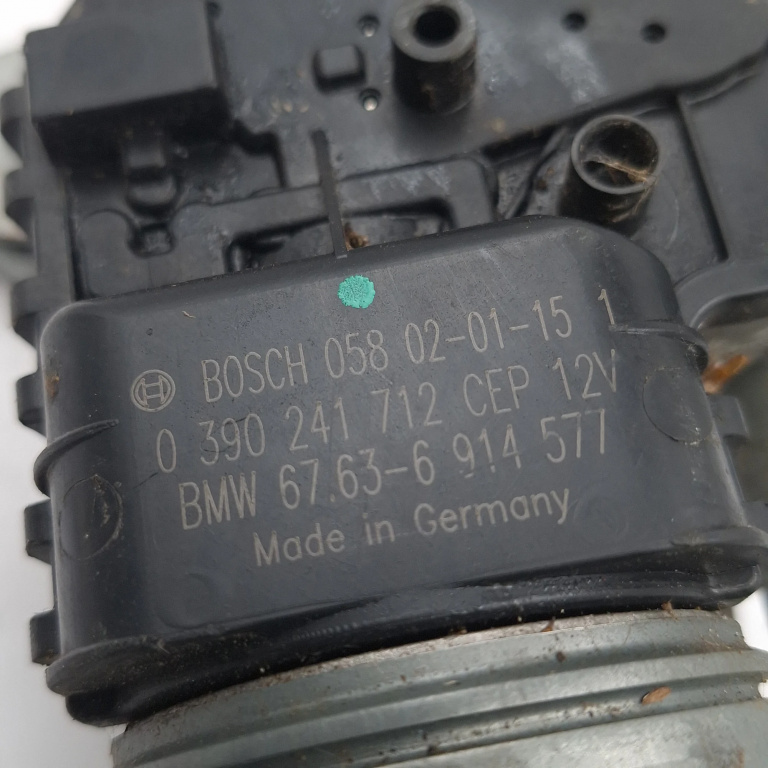 BOSCH 058 02-01-15 1
0 390 241 712 CEP 12V
BMW 67.63-6 914 577
Made in Germany